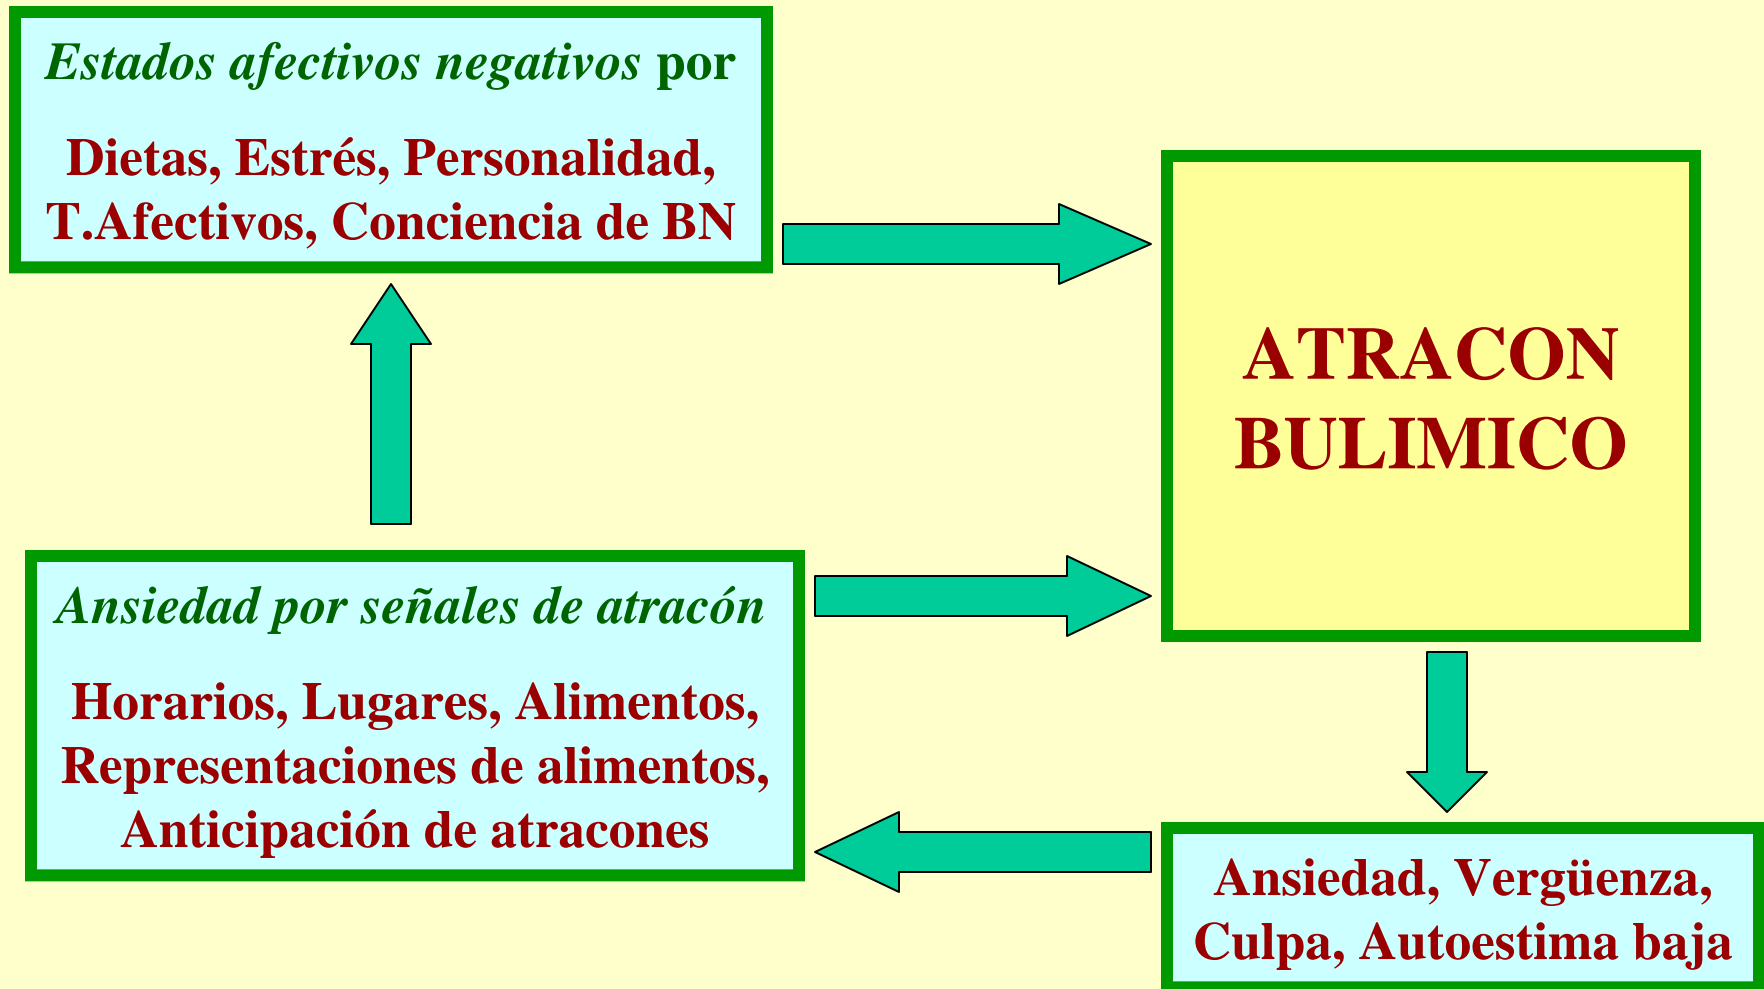 Estados afectivos negativos por
Dietas, Estrés, Personalidad,
T.Afectivos, Conciencia de BN
ATRACON
BULIMICO
Ansiedad por señales de atracón
Horarios, Lugares, Alimentos,
Representaciones de alimentos,
Anticipación de atracones
Ansiedad, Vergüenza,
Culpa, Autoestima baja